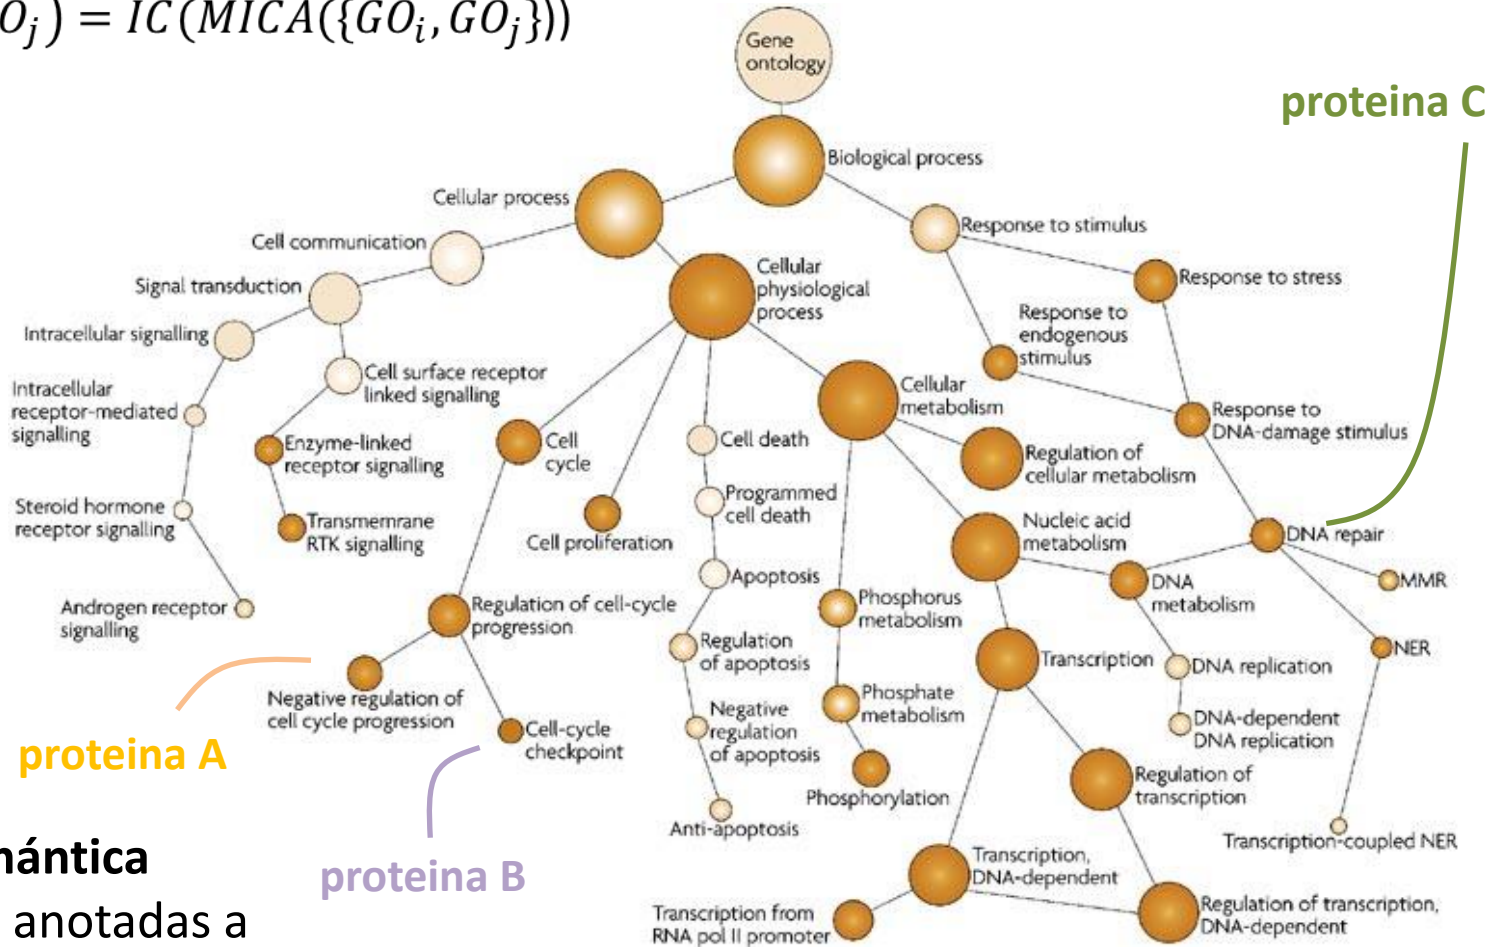 O_j) = IC(MICA({GO_i, GO_j}))
Gene
ontology
proteina C
Biological process
Cellular process
Response to stimulus
Cell communication
Cellular
physiological
process
Response to stress
Signal transduction
Response to
endogenous
stimulus
Intracellular signalling
Cell surface receptor
linked signalling
Intracellular
receptor-mediated
signalling
Cellular
metabolism
Response to
DNA-damage stimulus
Enzyme-linked
receptor signalling
Cell
cycle
Cell death
Regulation of
cellular metabolism
Programmed
cell death
Steroid hormone
receptor signalling
Transmemrane
RTK signalling
Cell proliferation
Nucleic acid
metabolism
DNA repair
Apoptosis
DNA
metabolism
MMR
Androgen receptor
signalling
Regulation of cell-cycle
progression
Phosphorus
metabolism
Regulation
of apoptosis
Transcription
DNA replication
NER
Negative regulation of
cell cycle progression
Phosphate
metabolism
Negative
regulation
of apoptosis
DNA-dependent
DNA replication
Cell-cycle
checkpoint
proteina A
Phosphorylation
Regulation of
transcription
Anti-apoptosis
Transcription-coupled NER
nántica
proteina B
Transcription,
DNA-dependent
anotadas a
Transcription from
RNA pol II promoter
Regulation of transcription,
DNA-dependent